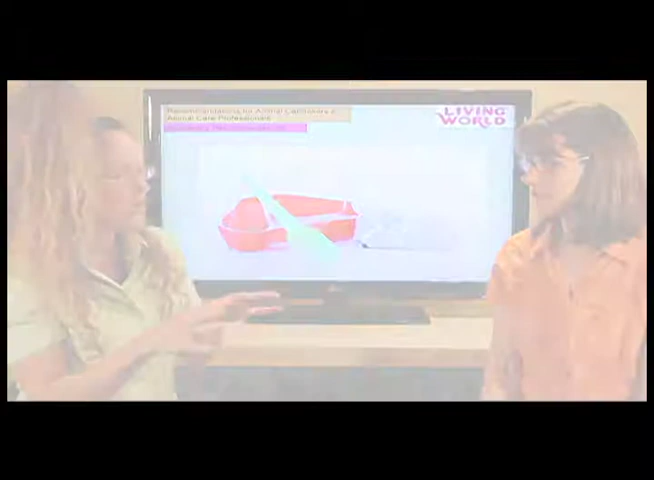 Recommendations for Animal Caretakers &
Animal Care Professionals
LIVING
WORLD